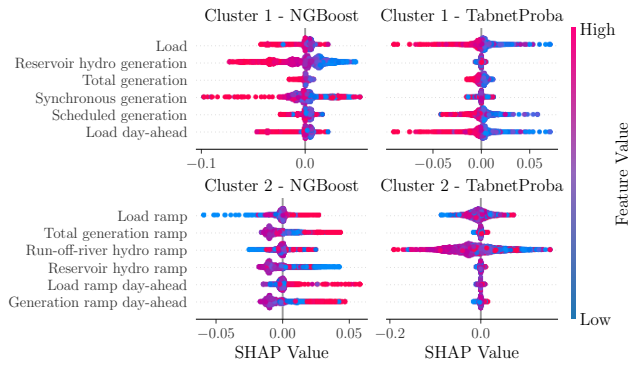 Cluster 1 - NGBoost
Cluster 1 - TabnetProba
High
Load
Reservoir hydro generation
Total generation
Synchronous generation
Scheduled generation
Load day-ahead
−0.1
0.0
−0.05
0.00
0.05
Feature Value
Cluster 2 - NGBoost
Cluster 2 - TabnetProba
Load ramp
Total generation ramp
Run-off-river hydro ramp
Reservoir hydro ramp
Load ramp day-ahead
Generation ramp day-ahead
Low
−0.05
0.00
0.05
−0.2
0.0
SHAP Value
SHAP Value